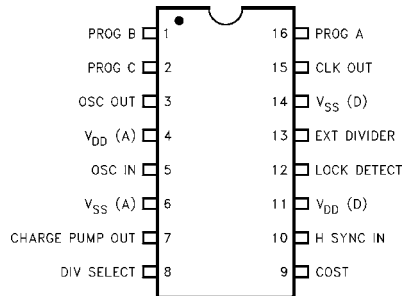 PROG B 1 16 PROG A
PROG C 2 15 CLK OUT
OSC OUT 3 14 VSS (D)
VDD (A) 4 13 EXT DIVIDER
OSC IN 5 12 LOCK DETECT
VSS (A) 6 11 VDD (D)
CHARGE PUMP OUT 7 10 H SYNC IN
DIV SELECT 8 9 COST